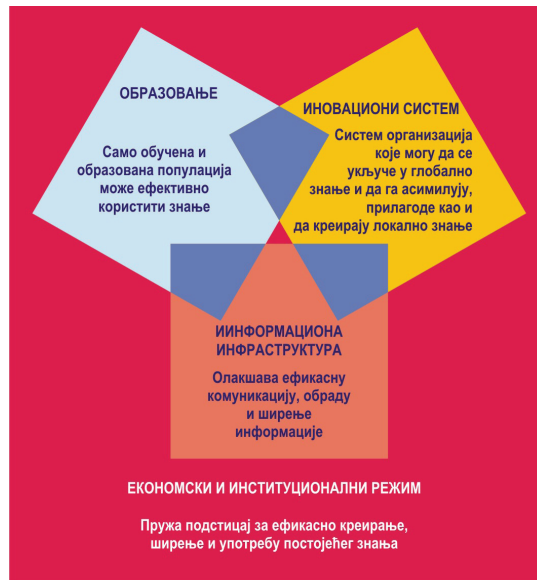 ОБРАЗОВАЊЕ
Само обучена и
образована популација
може ефективно
користити знање
ИНОВАЦИОНИ СИСТЕМ
Систем организација
које могу да се
укључе у глобално
знање и да га асимилују,
прилагоде као и
да креирају локално знање
ИИНФОРМАЦИОНА
ИНФРАСТРУКТУРА
Олакшава ефикасну
комуникацију, обраду
и ширење
информације
ЕКОНОМСКИ И ИНСТИТУЦИОНАЛНИ РЕЖИМ
Пружа подстицај за ефикасно креирање,
ширење и употребу постојећег знања